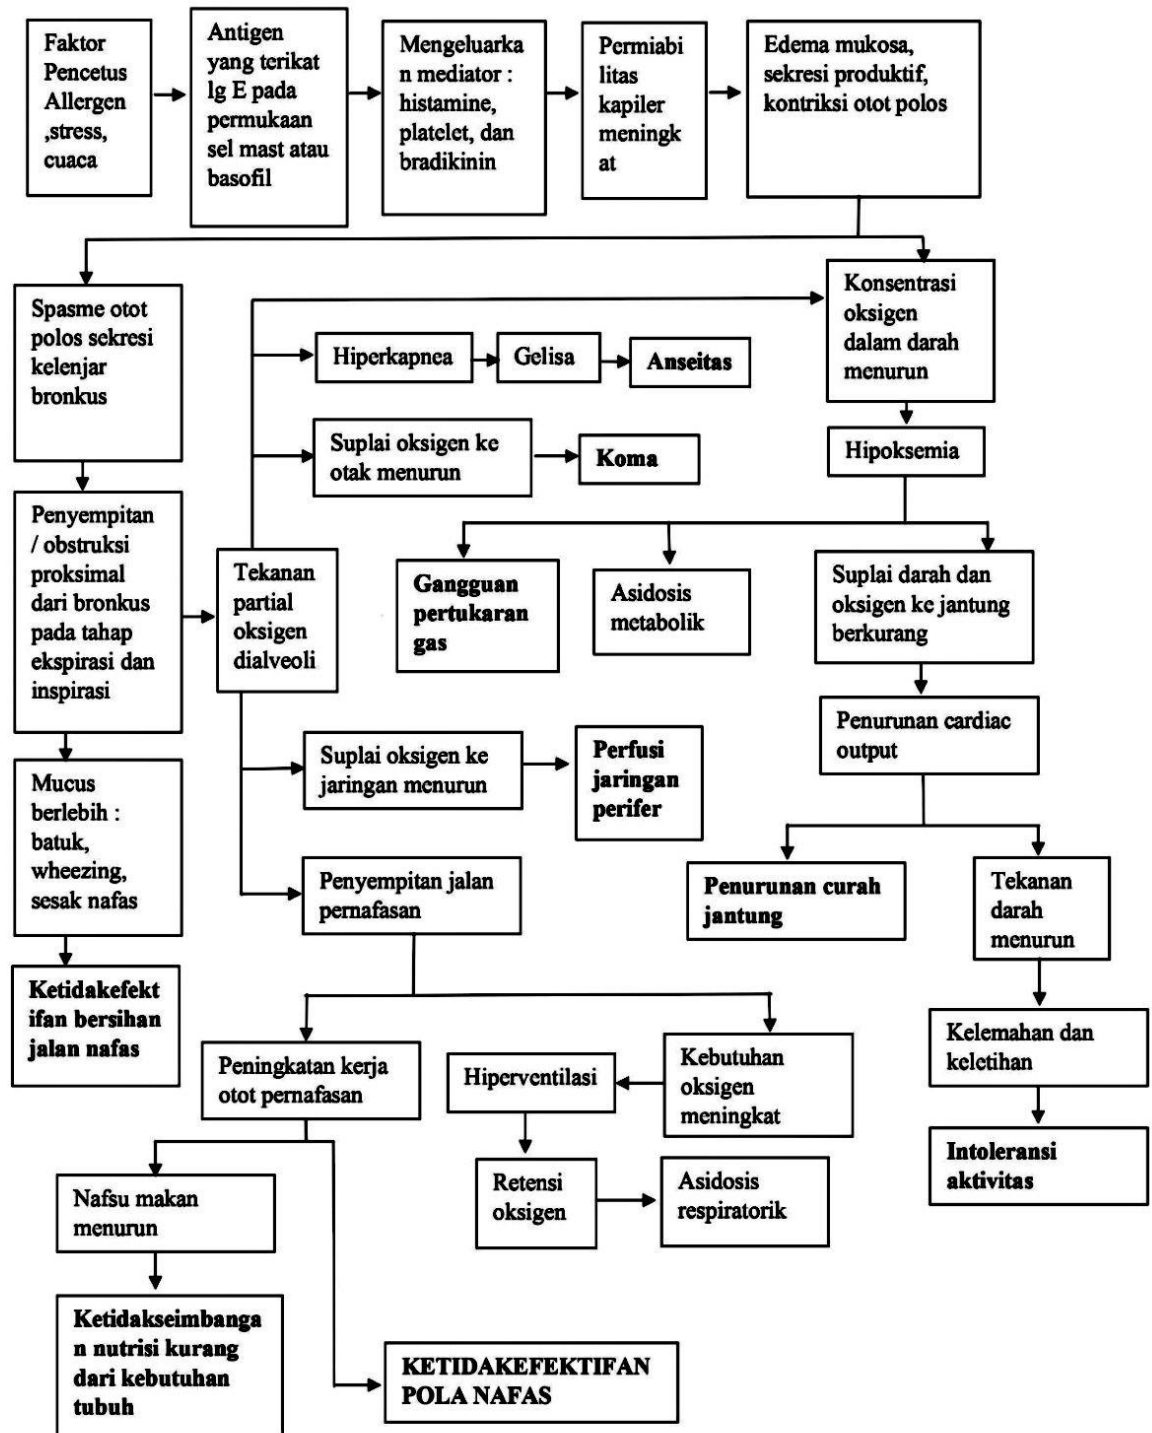 Faktor
Pencetus
Allergen
,stress,
cuaca
Antigen
yang terikat
Ig E pada
permukaan
sel mast atau
basofil
Mengeluarka
n mediator :
histamine,
platelet, dan
bradikinin
Permiabi
litas
kapiler
meningk
at
Edema mukosa,
sekresi produktif,
kontriksi otot polos
Spasme otot
polos sekresi
kelenjar
bronkus
Konsentrasi
oksigen
dalam darah
menurun
Hiperkapnea
Gelisa
Anseitas
Suplai oksigen ke
otak menurun
Koma
Hipoksemia
Penyempitan
/ obstruksi
proksimal
dari bronkus
pada tahap
ekspirasi dan
inspirasi
Tekanan
partial
oksigen
dialveoli
Gangguan
pertukaran
gas
Asidosis
metabolik
Suplai darah dan
oksigen ke jantung
berkurang
Penurunan cardiac
output
Suplai oksigen ke
jaringan menurun
Perfusi
jaringan
perifer
Mucus
berlebih :
batuk,
wheezing,
sesak nafas
Penyempitan jalan
pernafasan
Penurunan curah
jantung
Tekanan
darah
menurun
Ketidakefekt
ifan bersihan
jalan nafas
Peningkatan kerja
otot pernafasan
Hiperventilasi
Kebutuhan
oksigen
meningkat
Kelemahan dan
keletihan
Retensi
oksigen
Asidosis
respiratorik
Intoleransi
aktivitas
Nafsu makan
menurun
Ketidakseimbanga
n nutrisi kurang
dari kebutuhan
tubuh
KETIDAKEFEKTIFAN
POLA NAFAS